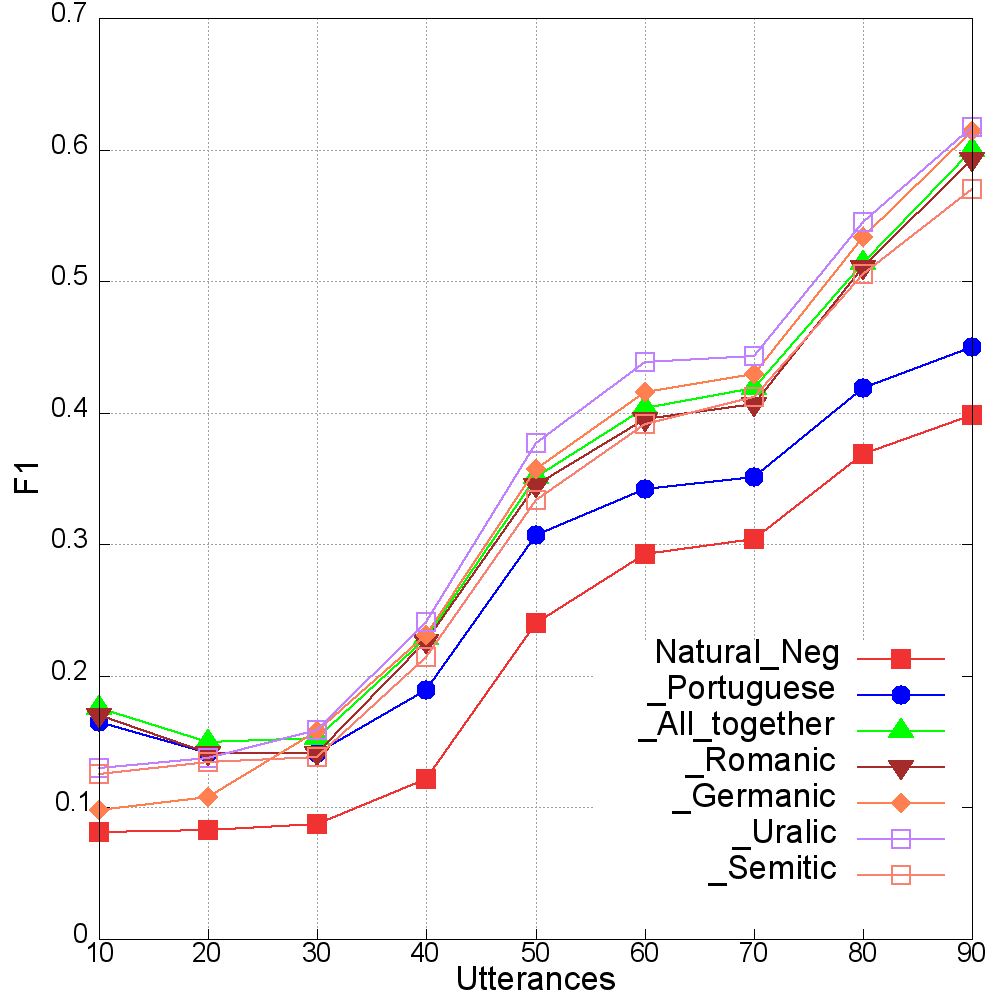 0.7
0.6
0.5
0.4
0.3
0.2
0.1
0
F1
Natural_Neg
_Portuguese
_All_together
_Romanic
_Germanic
_Uralic
_Semitic
10 20 30 40 50 60 70 80 90
Utterances